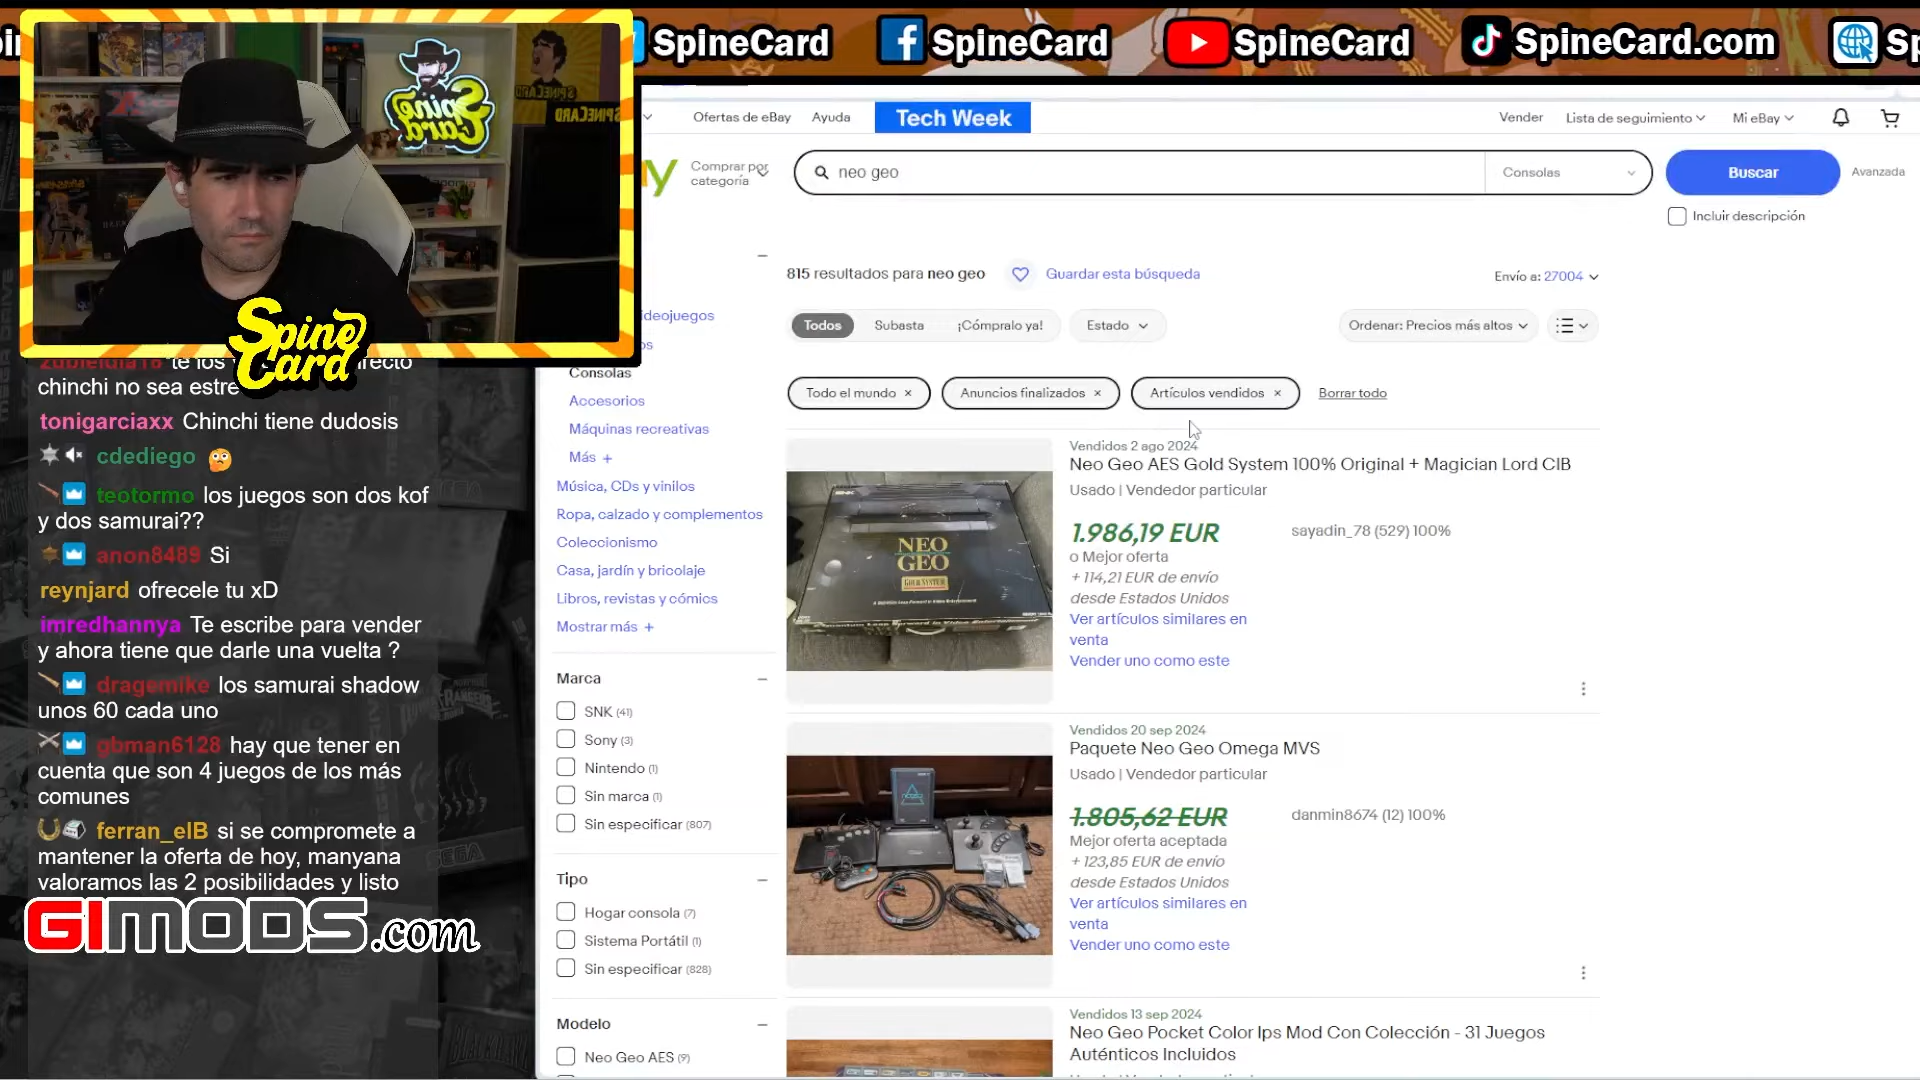 SpineCard
SpineCard
SpineCard
SpineCard.com
Sp
Spine
Card
te los
chinchi no sea estre
tonigarciaxx Chinchi tiene dudosis
cdediego
teotormo los juegos son dos kof
y dos samurai??
anon8489 Si
reynjard ofrecele tu xD
imredhannya Te escribe para vender
y ahora tiene que darle una vuelta ?
dragemike los samurai shadow
unos 60 cada uno
gbman6128 hay que tener en
cuenta que son 4 juegos de los más
comunes
ferran_elB si se compromete a
mantener la oferta de hoy, manyana
valoramos las 2 posibilidades y listo
GIMODS.com
Ofertas de eBay Ayuda Tech Week Vender Lista de seguimiento Mi eBay
Comprar por
categoría
neo geo Consolas Buscar Avanzada
Incluir descripción
815 resultados para neo geo Guardar esta búsqueda Envío a: 27004
Todos Subasta ¡Cómpralo ya! Estado Ordenar: Precios más altos
Todo el mundo × Anuncios finalizados × Artículos vendidos × Borrar todo
ideojuegos
os
Consolas
Accesorios
Máquinas recreativas
Más +
Música, CDs y vinilos
Ropa, calzado y complementos
Coleccionismo
Casa, jardín y bricolaje
Libros, revistas y cómics
Mostrar más +
Marca
SNK (41)
Sony (3)
Nintendo (1)
Sin marca (1)
Sin especificar (807)
Tipo
Hogar consola (7)
Sistema Portátil (1)
Sin especificar (828)
Modelo
Neo Geo AES (9)
NEO
GEO
GOLD SYSTEM
Vendidos 2 ago 2024
Neo Geo AES Gold System 100% Original + Magician Lord CIB
Usado | Vendedor particular
1.986,19 EUR sayadin_78 (529) 100%
o Mejor oferta
+ 114,21 EUR de envío
desde Estados Unidos
Ver artículos similares en
venta
Vender uno como este
Vendidos 20 sep 2024
Paquete Neo Geo Omega MVS
Usado | Vendedor particular
1.805,62 EUR danmin8674 (12) 100%
Mejor oferta aceptada
+ 123,85 EUR de envío
desde Estados Unidos
Ver artículos similares en
venta
Vender uno como este
Vendidos 13 sep 2024
Neo Geo Pocket Color Ips Mod Con Colección - 31 Juegos
Auténticos Incluidos